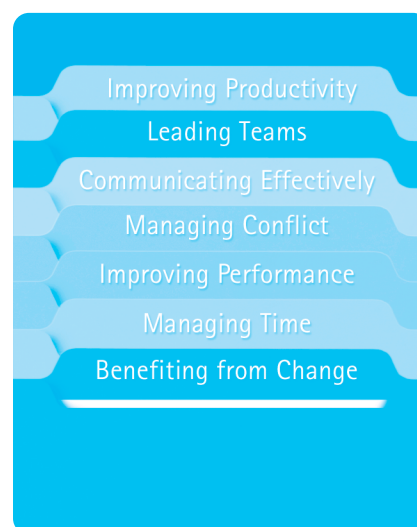 Improving Productivity
Leading Teams
Communicating Effectively
Managing Conflict
Improving Performance
Managing Time
Benefiting from Change